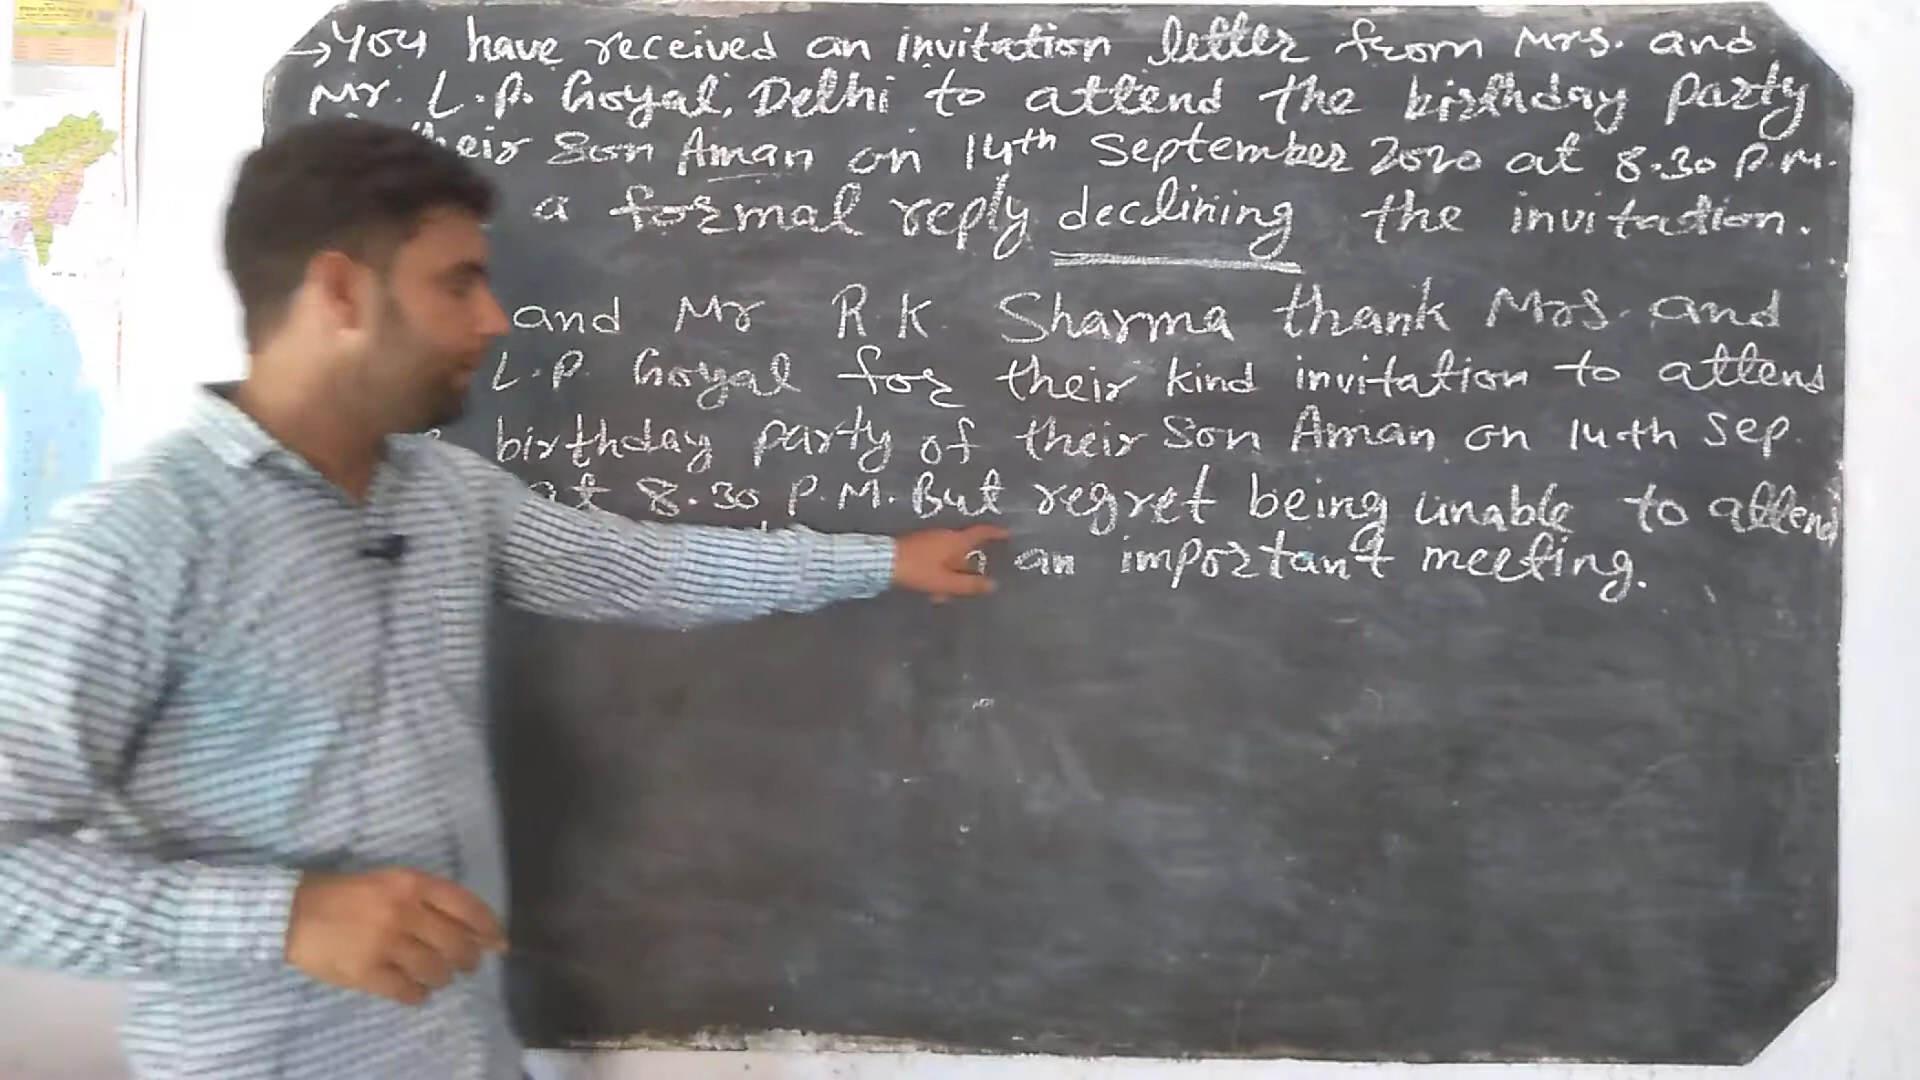 → You have received an invitation letter from Mrs. and
Mr. L.P. Goyal, Delhi to attend the birthday party
their Son Aman on 14th September 2020 at 8.30 P.M.
a formal reply declining the invitation.
and Mr R.K. Sharma thank Mrs. and
L.P. Goyal for their kind invitation to attend
birthday party of their Son Aman on 14th Sep.
at 8.30 P.M. But regret being unable to attend
an important meeting.